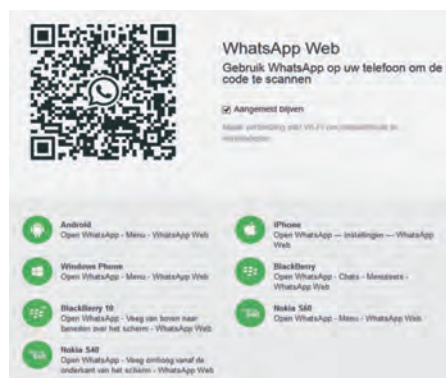 WhatsApp Web
Gebruik WhatsApp op uw telefoon om de
code te scannen
Aangemeld blijven
Android
Open WhatsApp - Menu - WhatsApp Web
iPhone
Open WhatsApp — Instellingen — WhatsApp
Web
Windows Phone
Open WhatsApp - Menu - WhatsApp Web
BlackBerry
Open WhatsApp - Chats - Menutoets -
WhatsApp Web
BlackBerry 10
Open WhatsApp - Veeg van boven naar
beneden over het scherm - WhatsApp Web
Nokia S60
Open WhatsApp - Menu - WhatsApp Web
Nokia S40
Open WhatsApp - Veeg omhoog vanaf de
onderkant van het scherm - WhatsApp Web